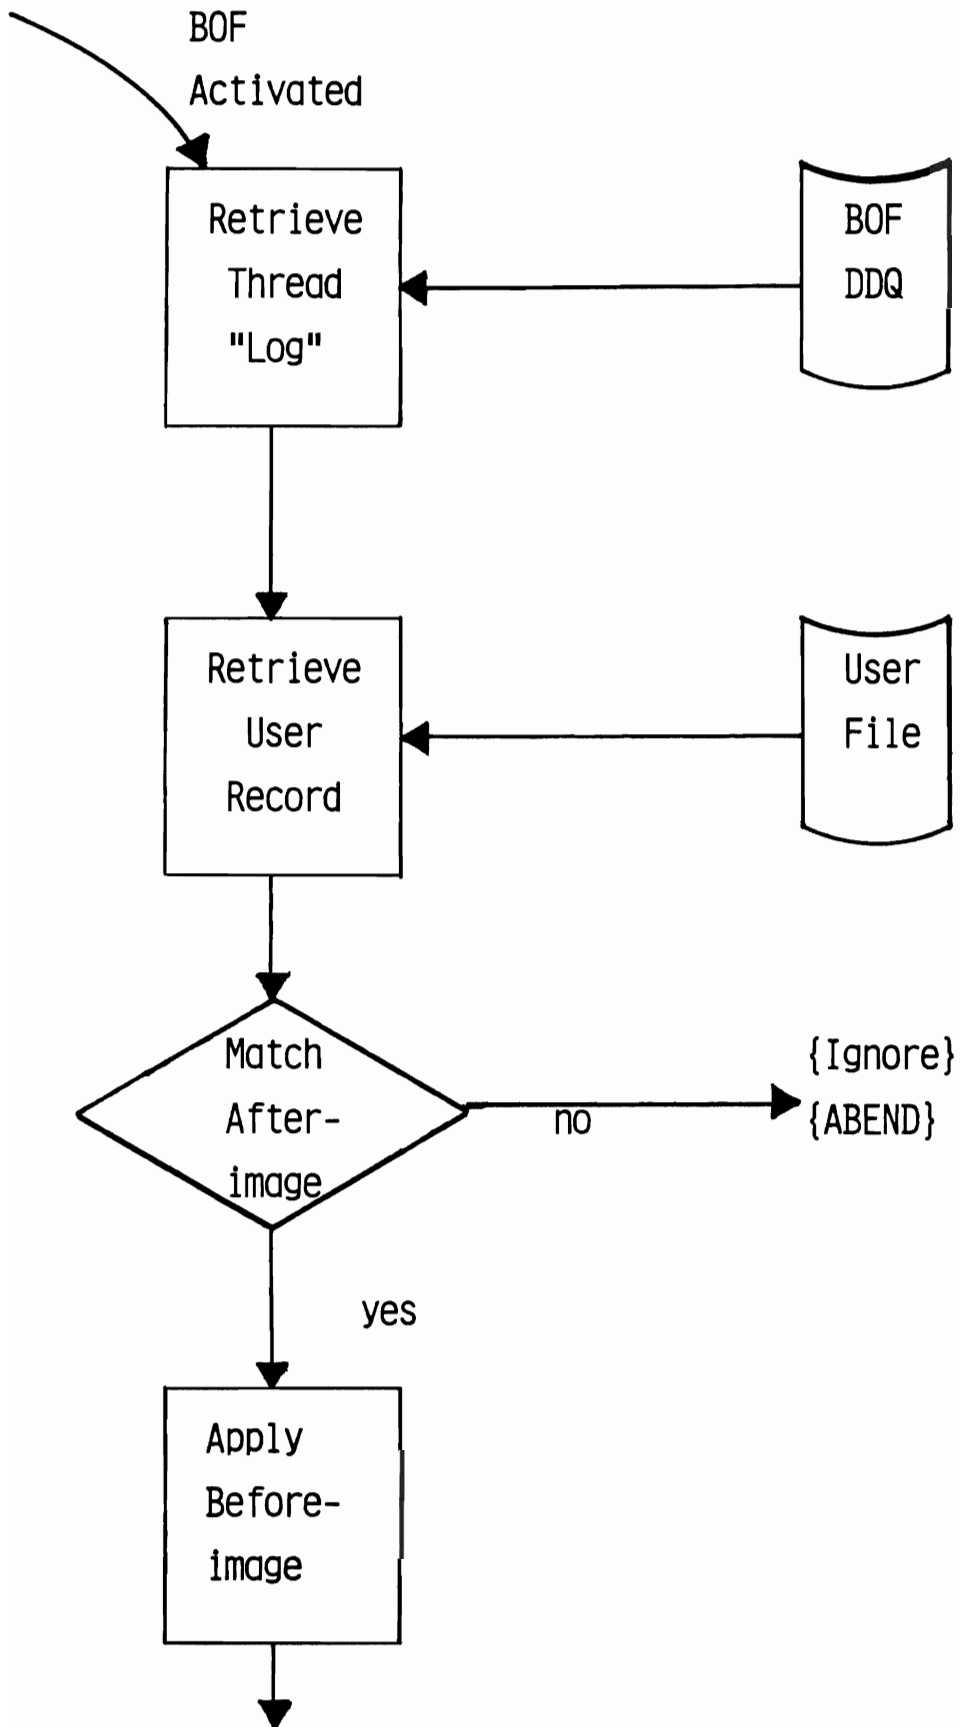 BOF
Activated
Retrieve
Thread
"Log"
BOF
DDQ
Retrieve
User
Record
User
File
Match
After-
image
no
{Ignore}
{ABEND}
yes
Apply
Before-
image